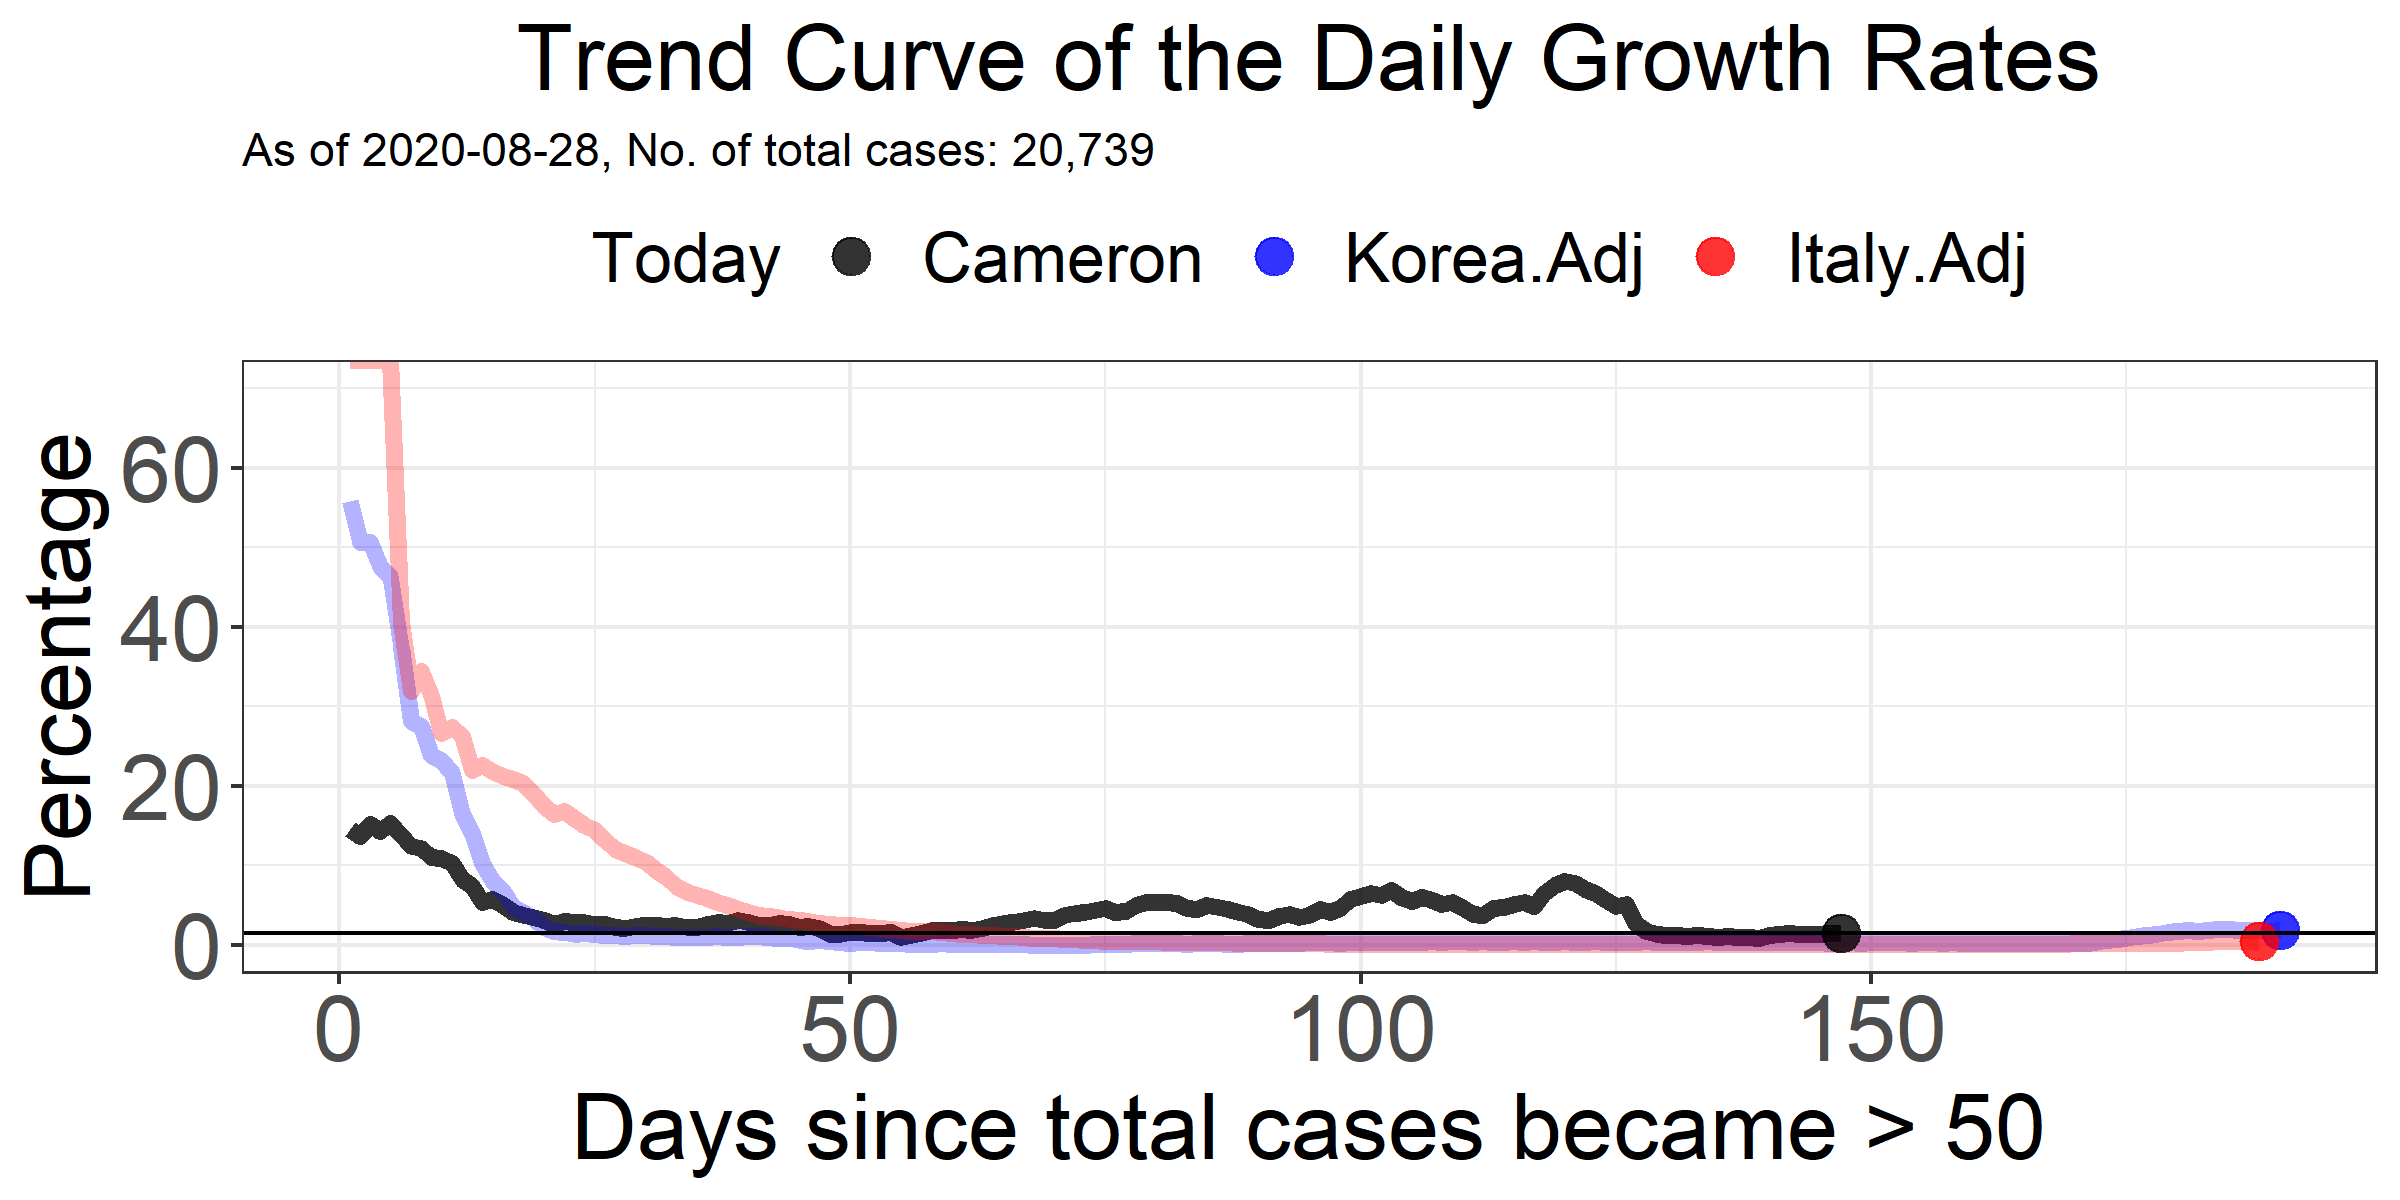 Trend Curve of the Daily Growth Rates
As of 2020-08-28, No. of total cases: 20,739
Today Cameron Korea.Adj Italy.Adj
Percentage
60
40
20
0
0 50 100 150
Days since total cases became > 50